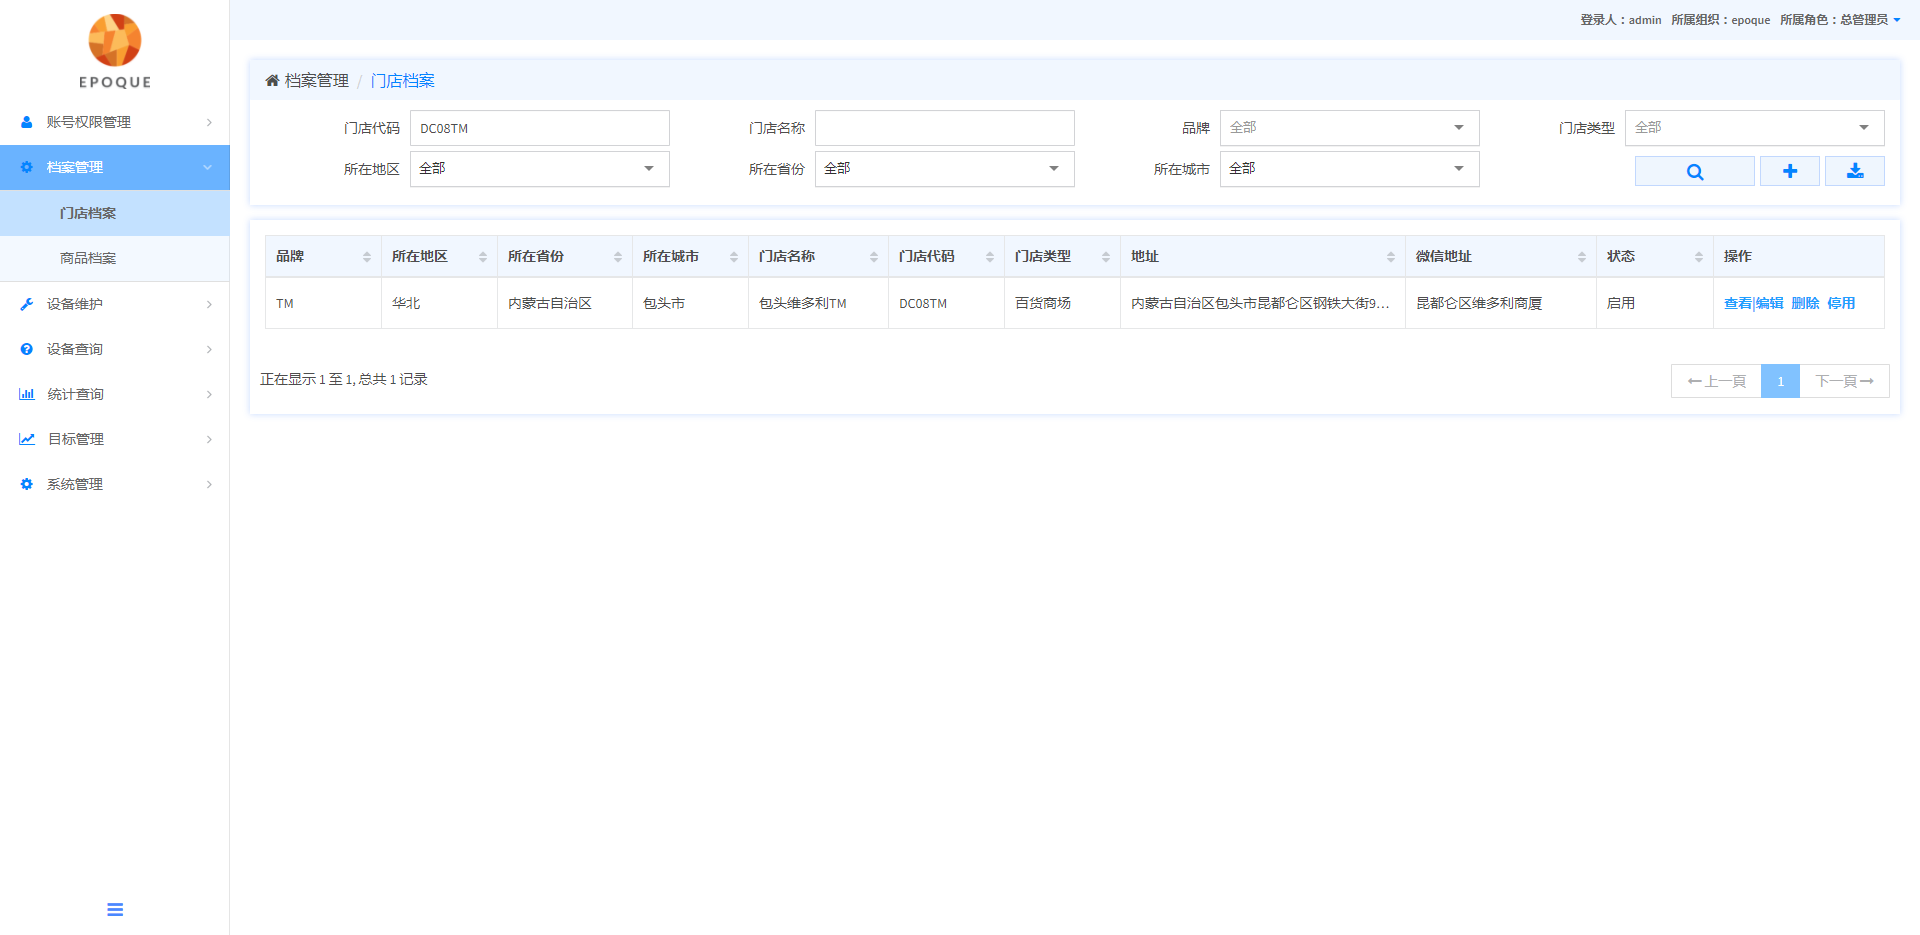 登录人：admin 所属组织：epoque 所属角色：总管理员
EPOQUE
账号权限管理
档案管理
门店档案
商品档案
设备维护
设备查询
统计查询
目标管理
系统管理
档案管理 / 门店档案
门店代码 DC08TM 门店名称 品牌 全部 门店类型 全部
所在地区 全部 所在省份 全部 所在城市 全部
品牌 所在地区 所在省份 所在城市 门店名称 门店代码 门店类型 地址 微信地址 状态 操作
TM 华北 内蒙古自治区 包头市 包头维多利TM DC08TM 百货商场 内蒙古自治区包头市昆都仑区钢铁大街9... 昆都仑区维多利商厦 启用 查看|编辑 删除 停用
正在显示 1 至 1, 总共 1 记录
上一頁 1 下一頁